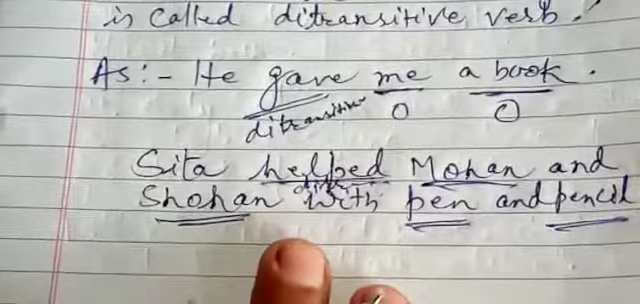 is called ditransitive verb.
As :- He gave me a book.
ditransitive O O
Sita helped Mohan and
Shohan with pen and pencil